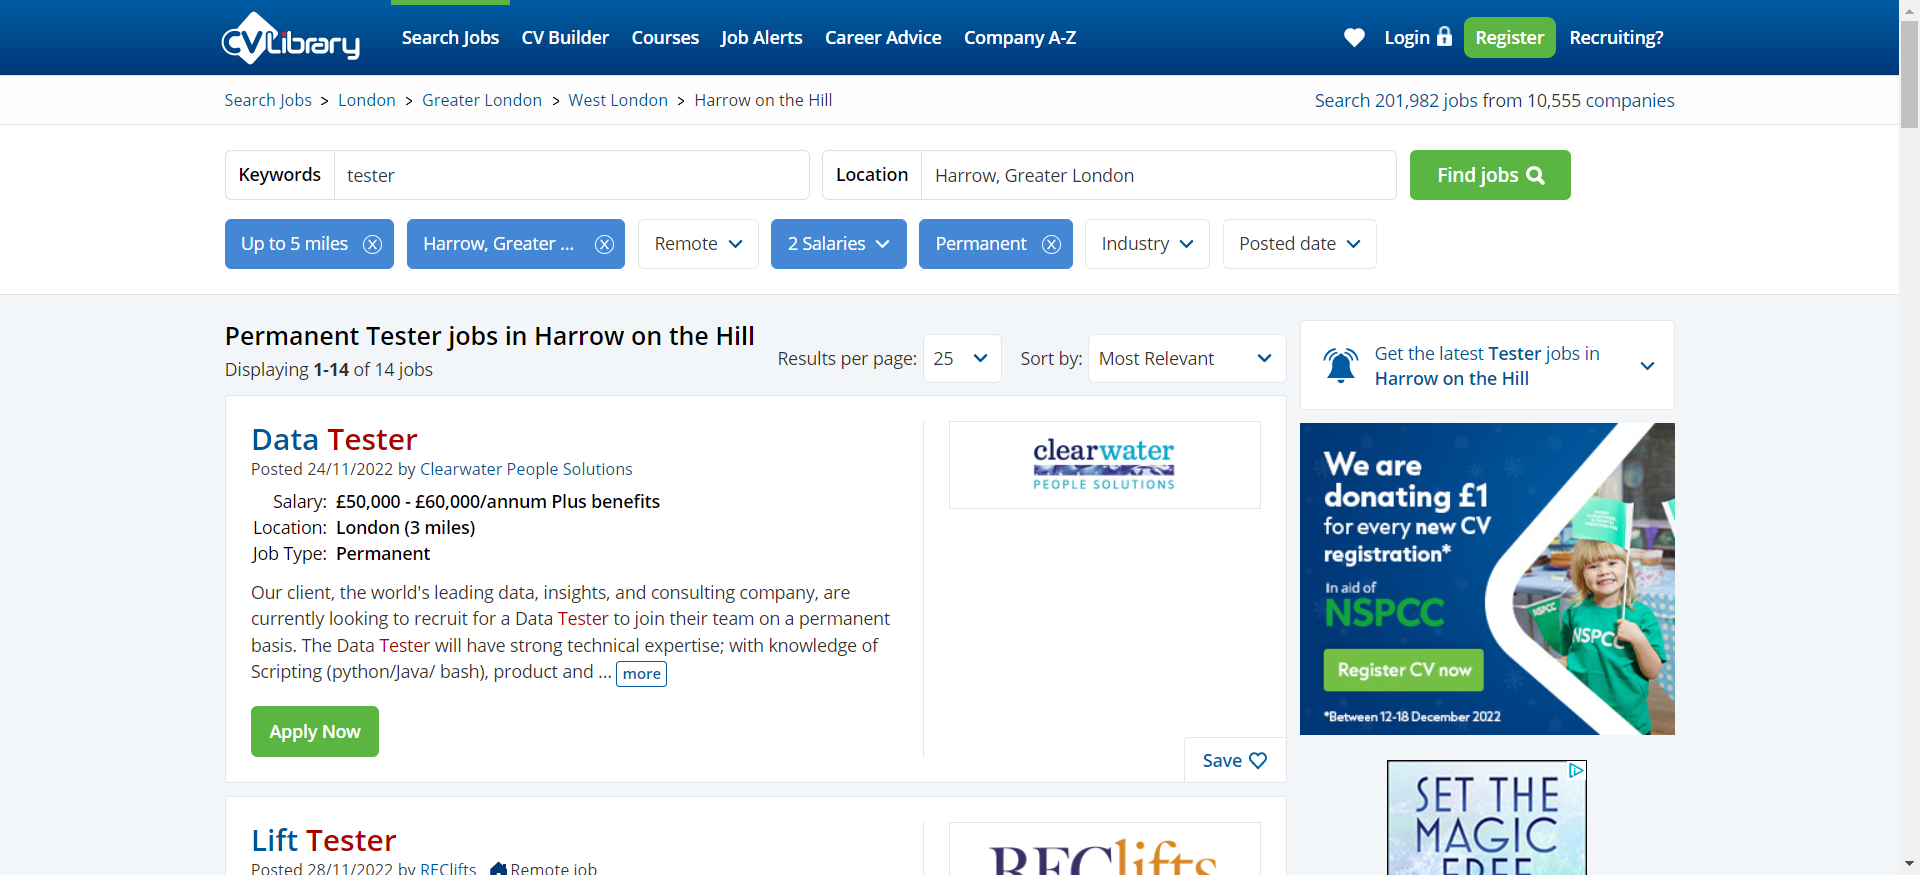 CVLibrary
Search Jobs CV Builder Courses Job Alerts Career Advice Company A-Z
Login Register Recruiting?
Search Jobs > London > Greater London > West London > Harrow on the Hill
Search 201,982 jobs from 10,555 companies
Keywords tester
Location Harrow, Greater London
Find jobs
Up to 5 miles Harrow, Greater ... Remote 2 Salaries Permanent Industry Posted date
Permanent Tester jobs in Harrow on the Hill
Displaying 1-14 of 14 jobs
Results per page: 25 Sort by: Most Relevant
Data Tester
Posted 24/11/2022 by Clearwater People Solutions
Salary: £50,000 - £60,000/annum Plus benefits
Location: London (3 miles)
Job Type: Permanent
Our client, the world's leading data, insights, and consulting company, are
currently looking to recruit for a Data Tester to join their team on a permanent
basis. The Data Tester will have strong technical expertise; with knowledge of
Scripting (python/Java/ bash), product and ... more
Apply Now
clearwater
PEOPLE SOLUTIONS
Save
Lift Tester
Posted 28/11/2022 by REClifts Remote job
REClifts
Get the latest Tester jobs in
Harrow on the Hill
We are
donating £1
for every new CV
registration*
In aid of
NSPCC
Register CV now
*Between 12-18 December 2022
NSPCC
NSPCC
SET THE
MAGIC
FREE